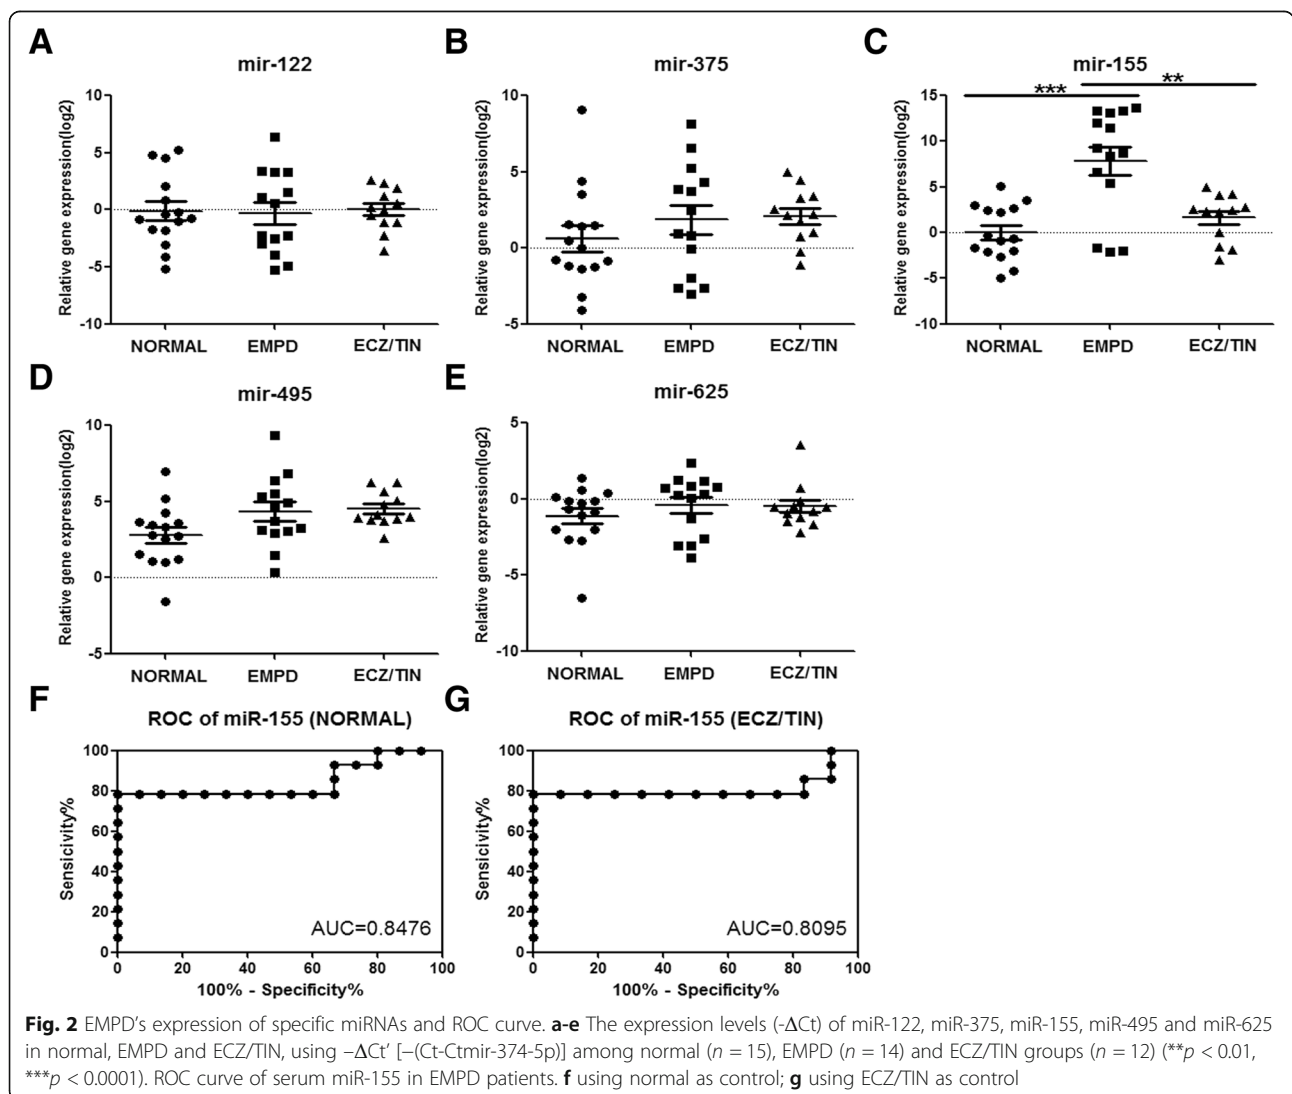 A
mir-122
Relative gene expression(log2)
10
5
0
-5
-10
NORMAL EMPD ECZ/TIN
B
mir-375
Relative gene expression(log2)
10
5
0
-5
NORMAL EMPD ECZ/TIN
C
mir-155
*** **
Relative gene expression(log2)
15
10
5
0
-5
-10
NORMAL EMPD ECZ/TIN
D
mir-495
Relative gene expression(log2)
10
5
0
-5
NORMAL EMPD ECZ/TIN
E
mir-625
Relative gene expression(log2)
5
0
-5
-10
NORMAL EMPD ECZ/TIN
F
ROC of miR-155 (NORMAL)
Sensicivity%
100
80
60
40
20
0
AUC=0.8476
0 20 40 60 80 100
100% - Specificity%
G
ROC of miR-155 (ECZ/TIN)
Sensicivity%
100
80
60
40
20
0
AUC=0.8095
0 20 40 60 80 100
100% - Specificity%
Fig. 2 EMPD's expression of specific miRNAs and ROC curve. a-e The expression levels (-ΔCt) of miR-122, miR-375, miR-155, miR-495 and miR-625
in normal, EMPD and ECZ/TIN, using −ΔCt' [−(Ct-Ctmir-374-5p)] among normal (n = 15), EMPD (n = 14) and ECZ/TIN groups (n = 12) (**p < 0.01,
***p < 0.0001). ROC curve of serum miR-155 in EMPD patients. f using normal as control; g using ECZ/TIN as control